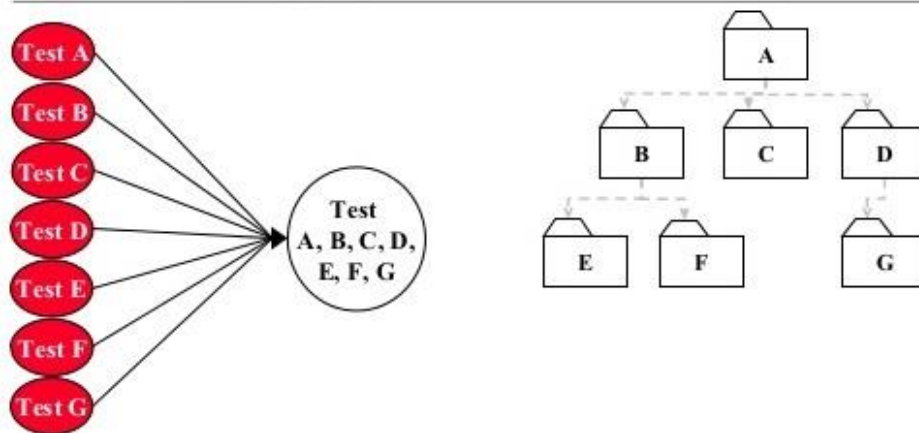 Test A
Test B
Test C
Test D
Test E
Test F
Test G
Test
A, B, C, D,
E, F, G
A
B
C
D
E
F
G